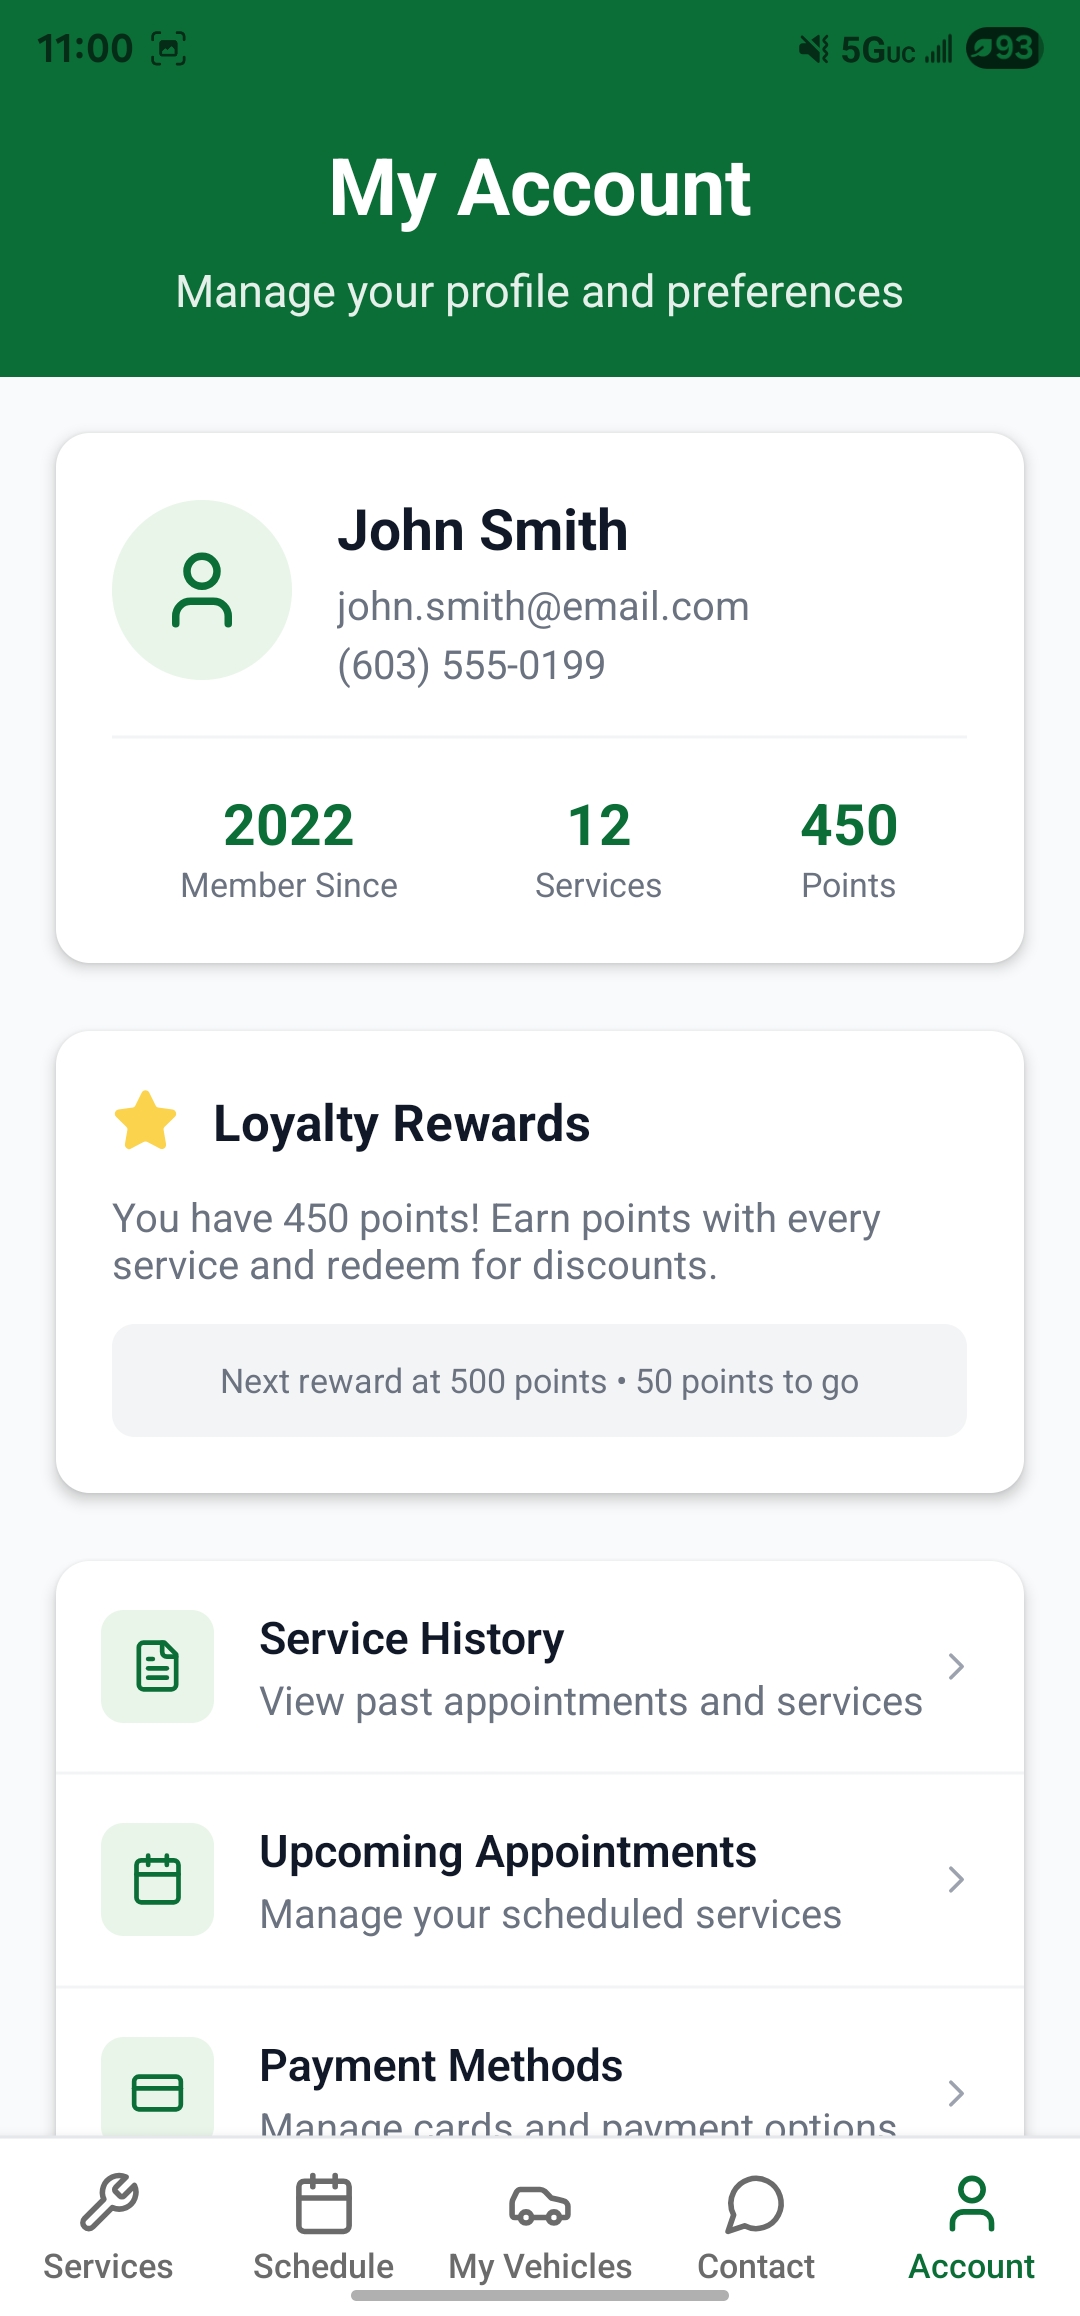 11:00
5GUC
93
My Account
Manage your profile and preferences
John Smith
john.smith@email.com
(603) 555-0199
2022 12 450
Member Since Services Points
Loyalty Rewards
You have 450 points! Earn points with every
service and redeem for discounts.
Next reward at 500 points • 50 points to go
Service History
View past appointments and services
Upcoming Appointments
Manage your scheduled services
Payment Methods
Manage cards and payment options
Services Schedule My Vehicles Contact Account